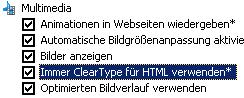 Multimedia
Animationen in Webseiten wiedergeben*
Automatische Bildgrößenanpassung aktivie
Bilder anzeigen
Immer ClearType für HTML verwenden*
Optimierten Bildverlauf verwenden